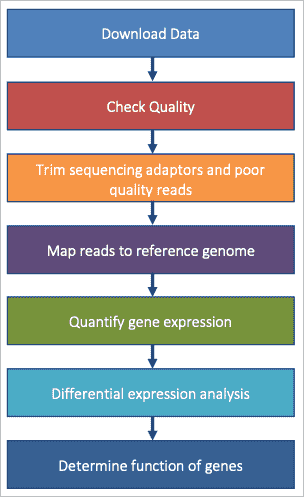 Download Data
Check Quality
Trim sequencing adaptors and poor
quality reads
Map reads to reference genome
Quantify gene expression
Differential expression analysis
Determine function of genes